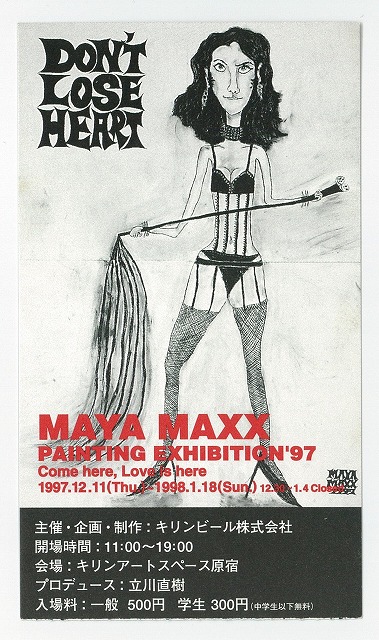 DON'T
LOSE
HEART
MAYA MAXX
PAINTING EXHIBITION'97
Come here, Love is here
1997.12.11(Thu.)-1998.1.18(Sun.) 1.4 Closed
MAYA
MAXX
主催・企画・制作：キリンビール株式会社
開場時間：11:00〜19:00
会場：キリンアートスペース原宿
プロデュース：立川直樹
入場料：一般 500円 学生 300円(中学生以下無料)